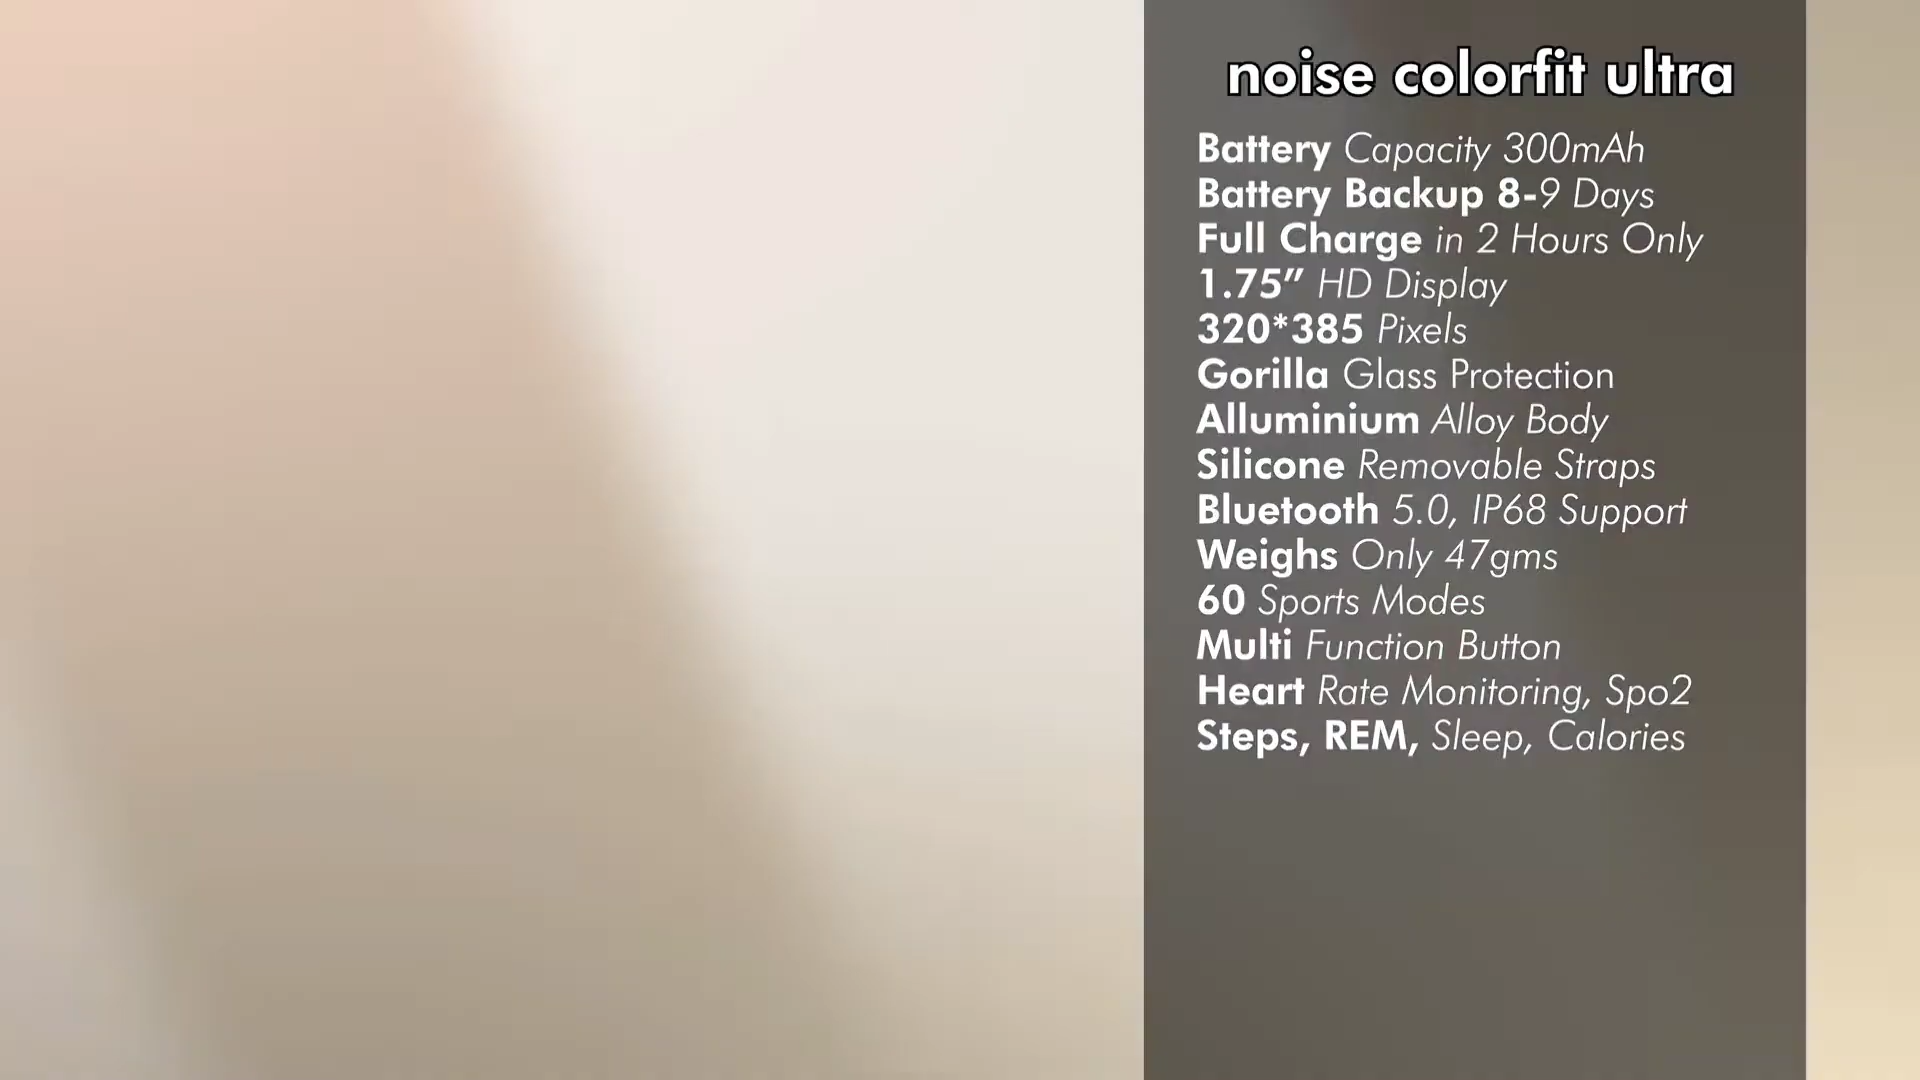 noise colorfit ultra
Battery Capacity 300mAh
Battery Backup 8-9 Days
Full Charge in 2 Hours Only
1.75” HD Display
320*385 Pixels
Gorilla Glass Protection
Alluminium Alloy Body
Silicone Removable Straps
Bluetooth 5.0, IP68 Support
Weighs Only 47gms
60 Sports Modes
Multi Function Button
Heart Rate Monitoring, Spo2
Steps, REM, Sleep, Calories